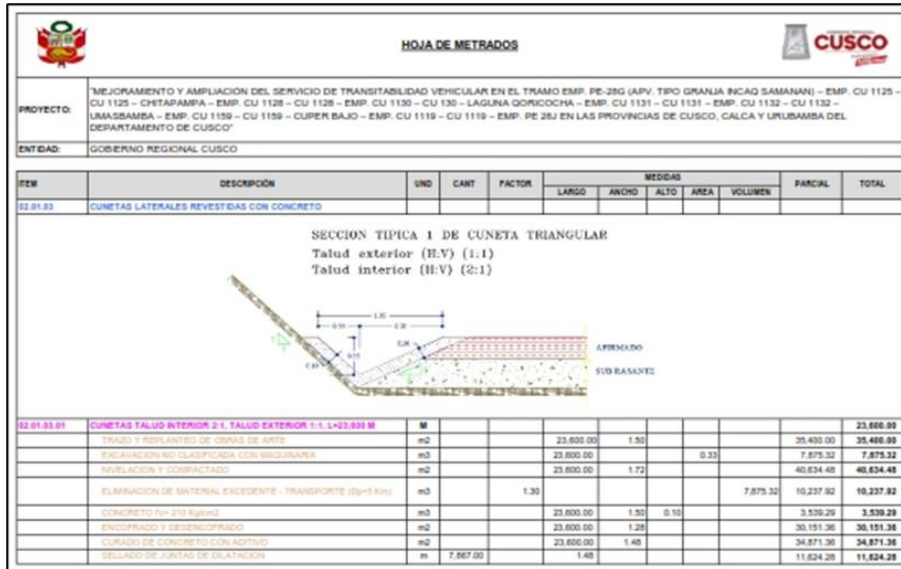 HOJA DE METRADOS
CUSCO
PROYECTO:
"MEJORAMIENTO Y AMPLIACIÓN DEL SERVICIO DE TRANSITABILIDAD VEHICULAR EN EL TRAMO EMP. PE-28G (APV. TIPO GRANJA INCAQ SAMANAN) – EMP. CU 1125 –
CU 1125 – CHITAPAMPA – EMP. CU 1128 – CU 1128 – EMP. CU 1130 – CU 130 – LAGUNA QORICOCHA – EMP. CU 1131 – CU 1131 – EMP. CU 1132 – CU 1132 –
UMASBAMBA – EMP. CU 1159 – CU 1159 – CUPER BAJO – EMP. CU 1119 – CU 1119 – EMP. PE 28J EN LAS PROVINCIAS DE CUSCO, CALCA Y URUBAMBA DEL
DEPARTAMENTO DE CUSCO"
ENTIDAD: GOBIERNO REGIONAL CUSCO
ITEM DESCRIPCIÓN UND CANT FACTOR MEDIDAS PARCIAL TOTAL
LARGO ANCHO ALTO AREA VOLUMEN
02.01.03 CUNETAS LATERALES REVESTIDAS CON CONCRETO
SECCION TIPICA 1 DE CUNETA TRIANGULAR
Talud exterior (H:V) (1:1)
Talud interior (H:V) (2:1)
AFIRMADO
SUB RASANTE
02.01.03.01 CUNETAS TALUD INTERIOR 2:1, TALUD EXTERIOR 1:1, L=23,600 M M 23,600.00
TRAZO Y REPLANTEO DE OBRAS DE ARTE m2 23,600.00 1.50 35,400.00 35,400.00
EXCAVACION NO CLASIFICADA CON MAQUINARIA m3 23,600.00 0.33 7,875.32 7,875.32
NIVELACION Y COMPACTADO m2 23,600.00 1.72 40,634.48 40,634.48
ELIMINACION DE MATERIAL EXCEDENTE - TRANSPORTE (Dp=5 Km) m3 1.30 7,875.32 10,237.92 10,237.92
CONCRETO f'c= 210 Kg/cm2 m3 23,600.00 1.50 0.10 3,539.29 3,539.29
ENCOFRADO Y DESENCOFRADO m2 23,600.00 1.28 30,151.36 30,151.36
CURADO DE CONCRETO CON ADITIVO m2 23,600.00 1.48 34,871.36 34,871.36
SELLADO DE JUNTAS DE DILATACION m 7,867.00 1.48 11,624.28 11,624.28